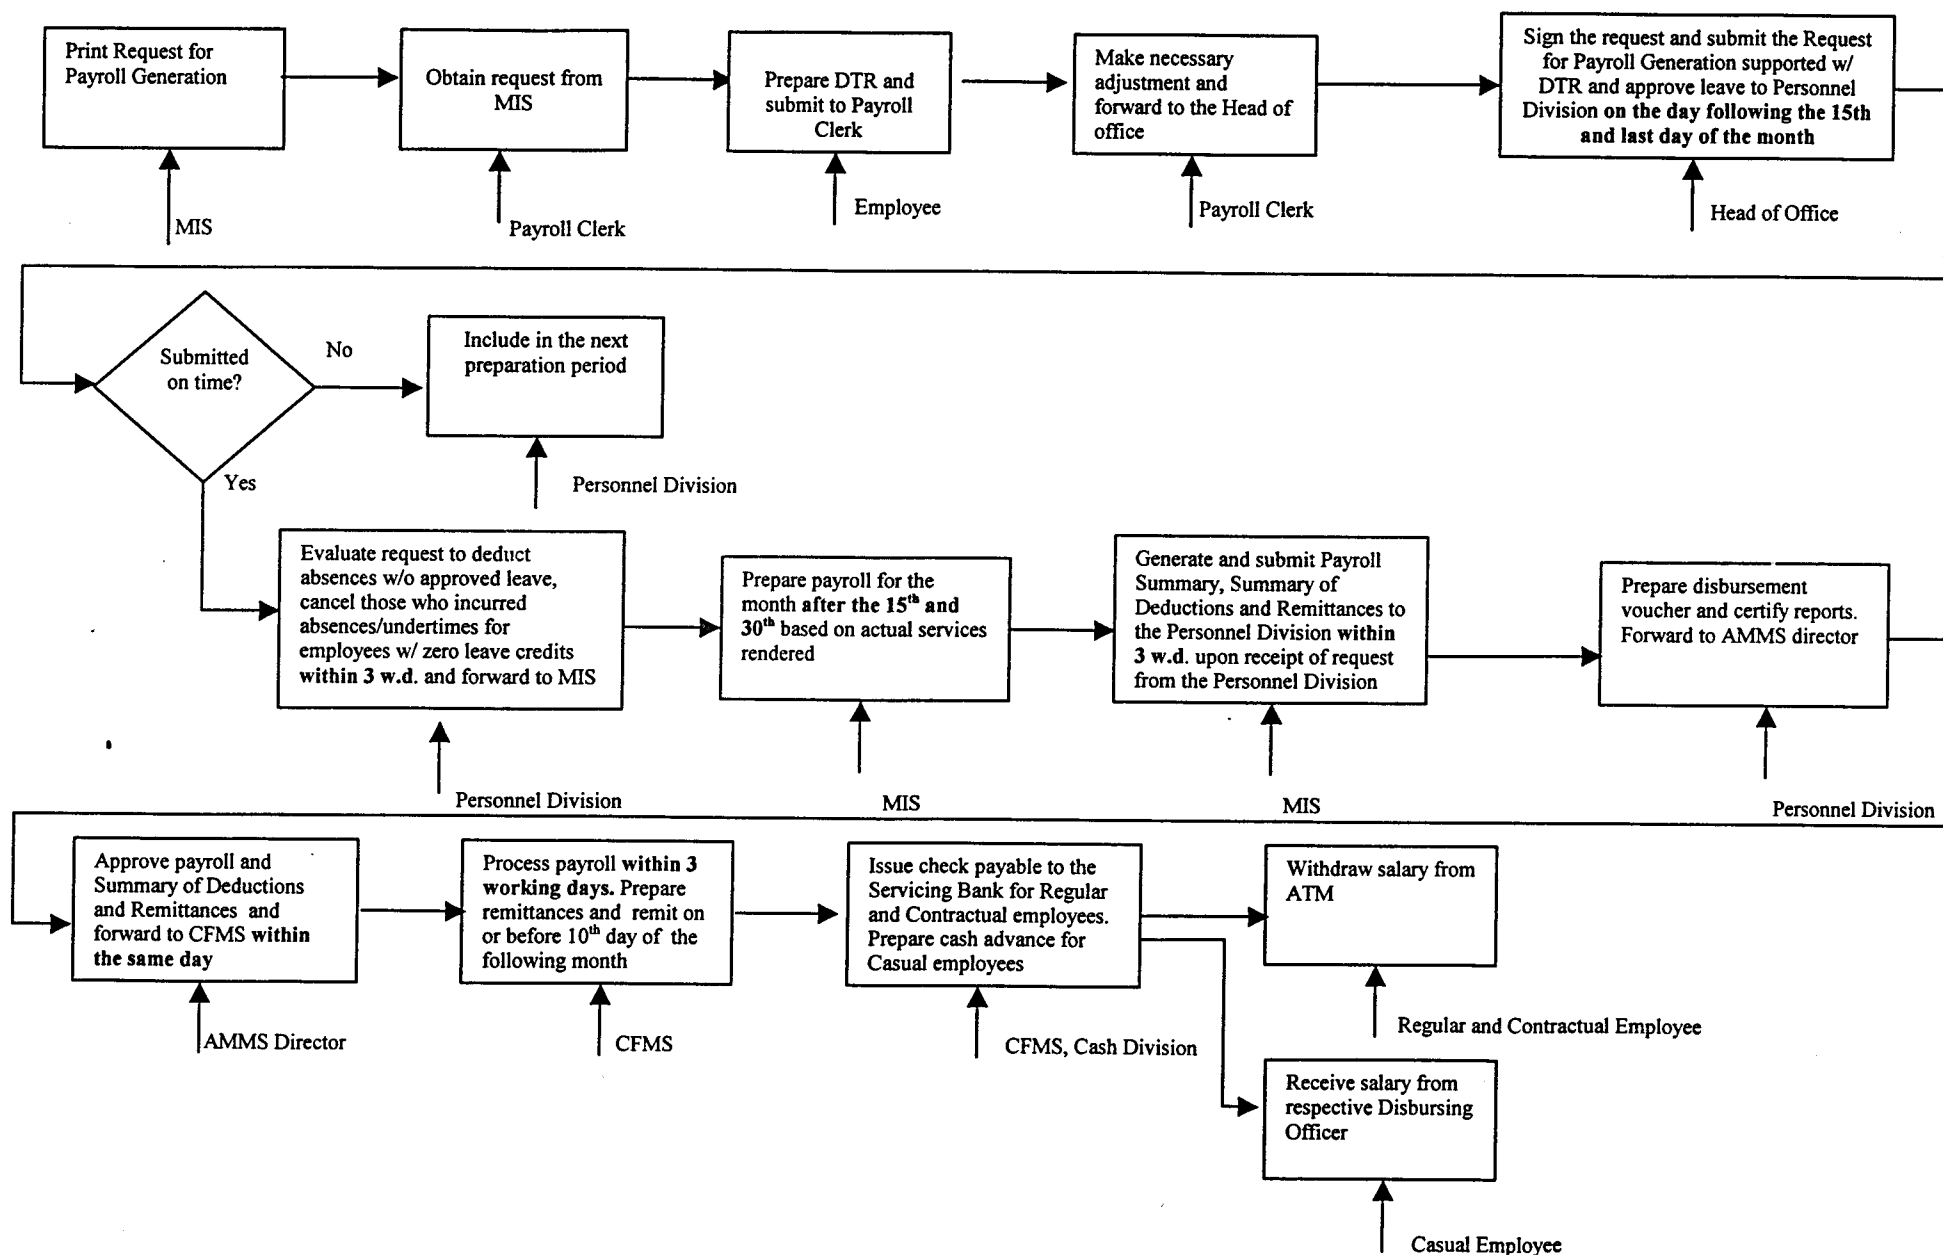 Print Request for
Payroll Generation
Obtain request from
MIS
Prepare DTR and
submit to Payroll
Clerk
Make necessary
adjustment and
forward to the Head of
office
Sign the request and submit the Request
for Payroll Generation supported w/
DTR and approve leave to Personnel
Division on the day following the 15th
and last day of the month
MIS
Payroll Clerk
Employee
Payroll Clerk
Head of Office
Submitted
on time?
No
Yes
Include in the next
preparation period
Personnel Division
Evaluate request to deduct
absences w/o approved leave,
cancel those who incurred
absences/undertimes for
employees w/ zero leave credits
within 3 w.d. and forward to MIS
Prepare payroll for the
month after the 15th and
30th based on actual services
rendered
Generate and submit Payroll
Summary, Summary of
Deductions and Remittances to
the Personnel Division within
3 w.d. upon receipt of request
from the Personnel Division
Prepare disbursement
voucher and certify reports.
Forward to AMMS director
Personnel Division
MIS
MIS
Personnel Division
Approve payroll and
Summary of Deductions
and Remittances and
forward to CFMS within
the same day
Process payroll within 3
working days. Prepare
remittances and remit on
or before 10th day of the
following month
Issue check payable to the
Servicing Bank for Regular
and Contractual employees.
Prepare cash advance for
Casual employees
Withdraw salary from
ATM
AMMS Director
CFMS
CFMS, Cash Division
Regular and Contractual Employee
Receive salary from
respective Disbursing
Officer
Casual Employee